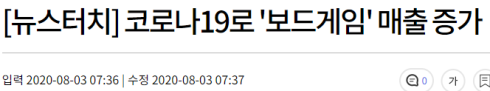 [뉴스터치] 코로나19로 '보드게임' 매출 증가
입력 2020-08-03 07:36 | 수정 2020-08-03 07:37 0 가